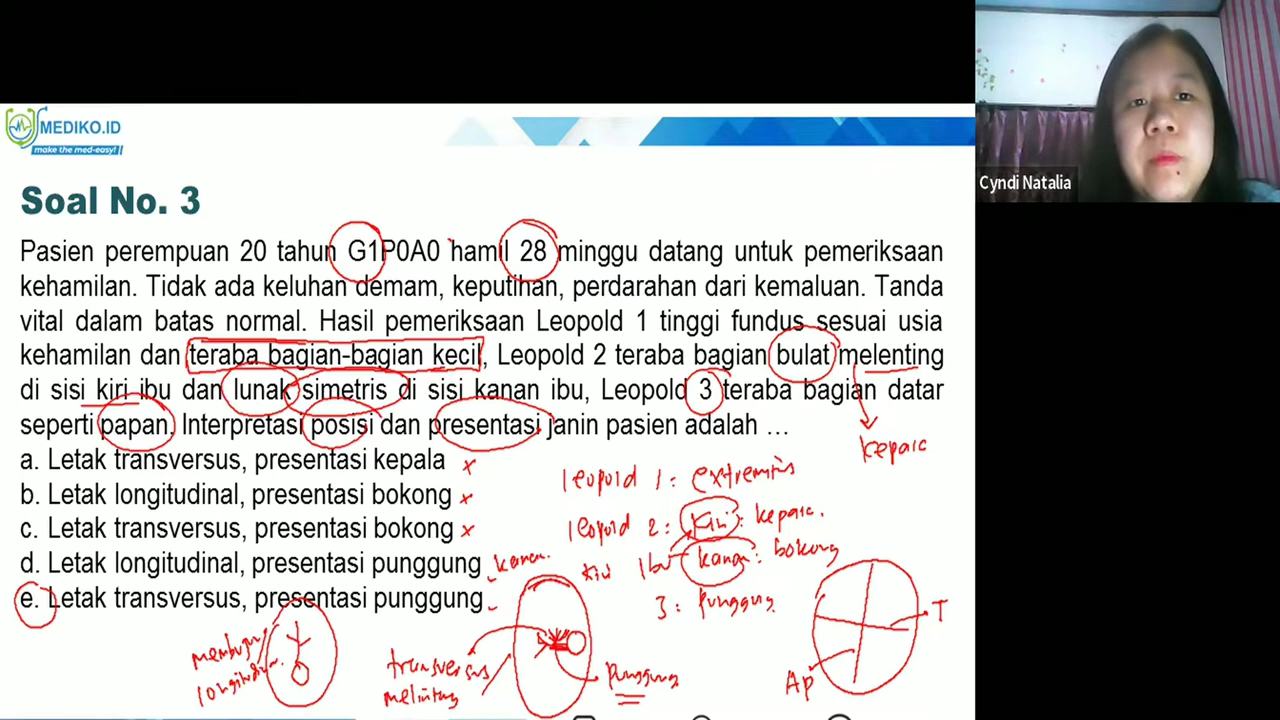 MEDIKO.ID
make the med-easy!
Cyndi Natalia
Soal No. 3
Pasien perempuan 20 tahun G1P0A0 hamil 28 minggu datang untuk pemeriksaan
kehamilan. Tidak ada keluhan demam, keputihan, perdarahan dari kemaluan. Tanda
vital dalam batas normal. Hasil pemeriksaan Leopold 1 tinggi fundus sesuai usia
kehamilan dan teraba bagian-bagian kecil, Leopold 2 teraba bagian bulat melenting
di sisi kiri ibu dan lunak simetris di sisi kanan ibu, Leopold 3 teraba bagian datar
seperti papan. Interpretasi posisi dan presentasi janin pasien adalah ...
kepala
a. Letak transversus, presentasi kepala x
b. Letak longitudinal, presentasi bokong x
c. Letak transversus, presentasi bokong x
d. Letak longitudinal, presentasi punggung
e. Letak transversus, presentasi punggung
Leopold 1: extremitas
Leopold 2: kiri: kepala.
Ibu kanan: bokong
3: punggung
kanan.
kiri
membujur
longitudinal.
transversus
melintang
punggung
T
Ap